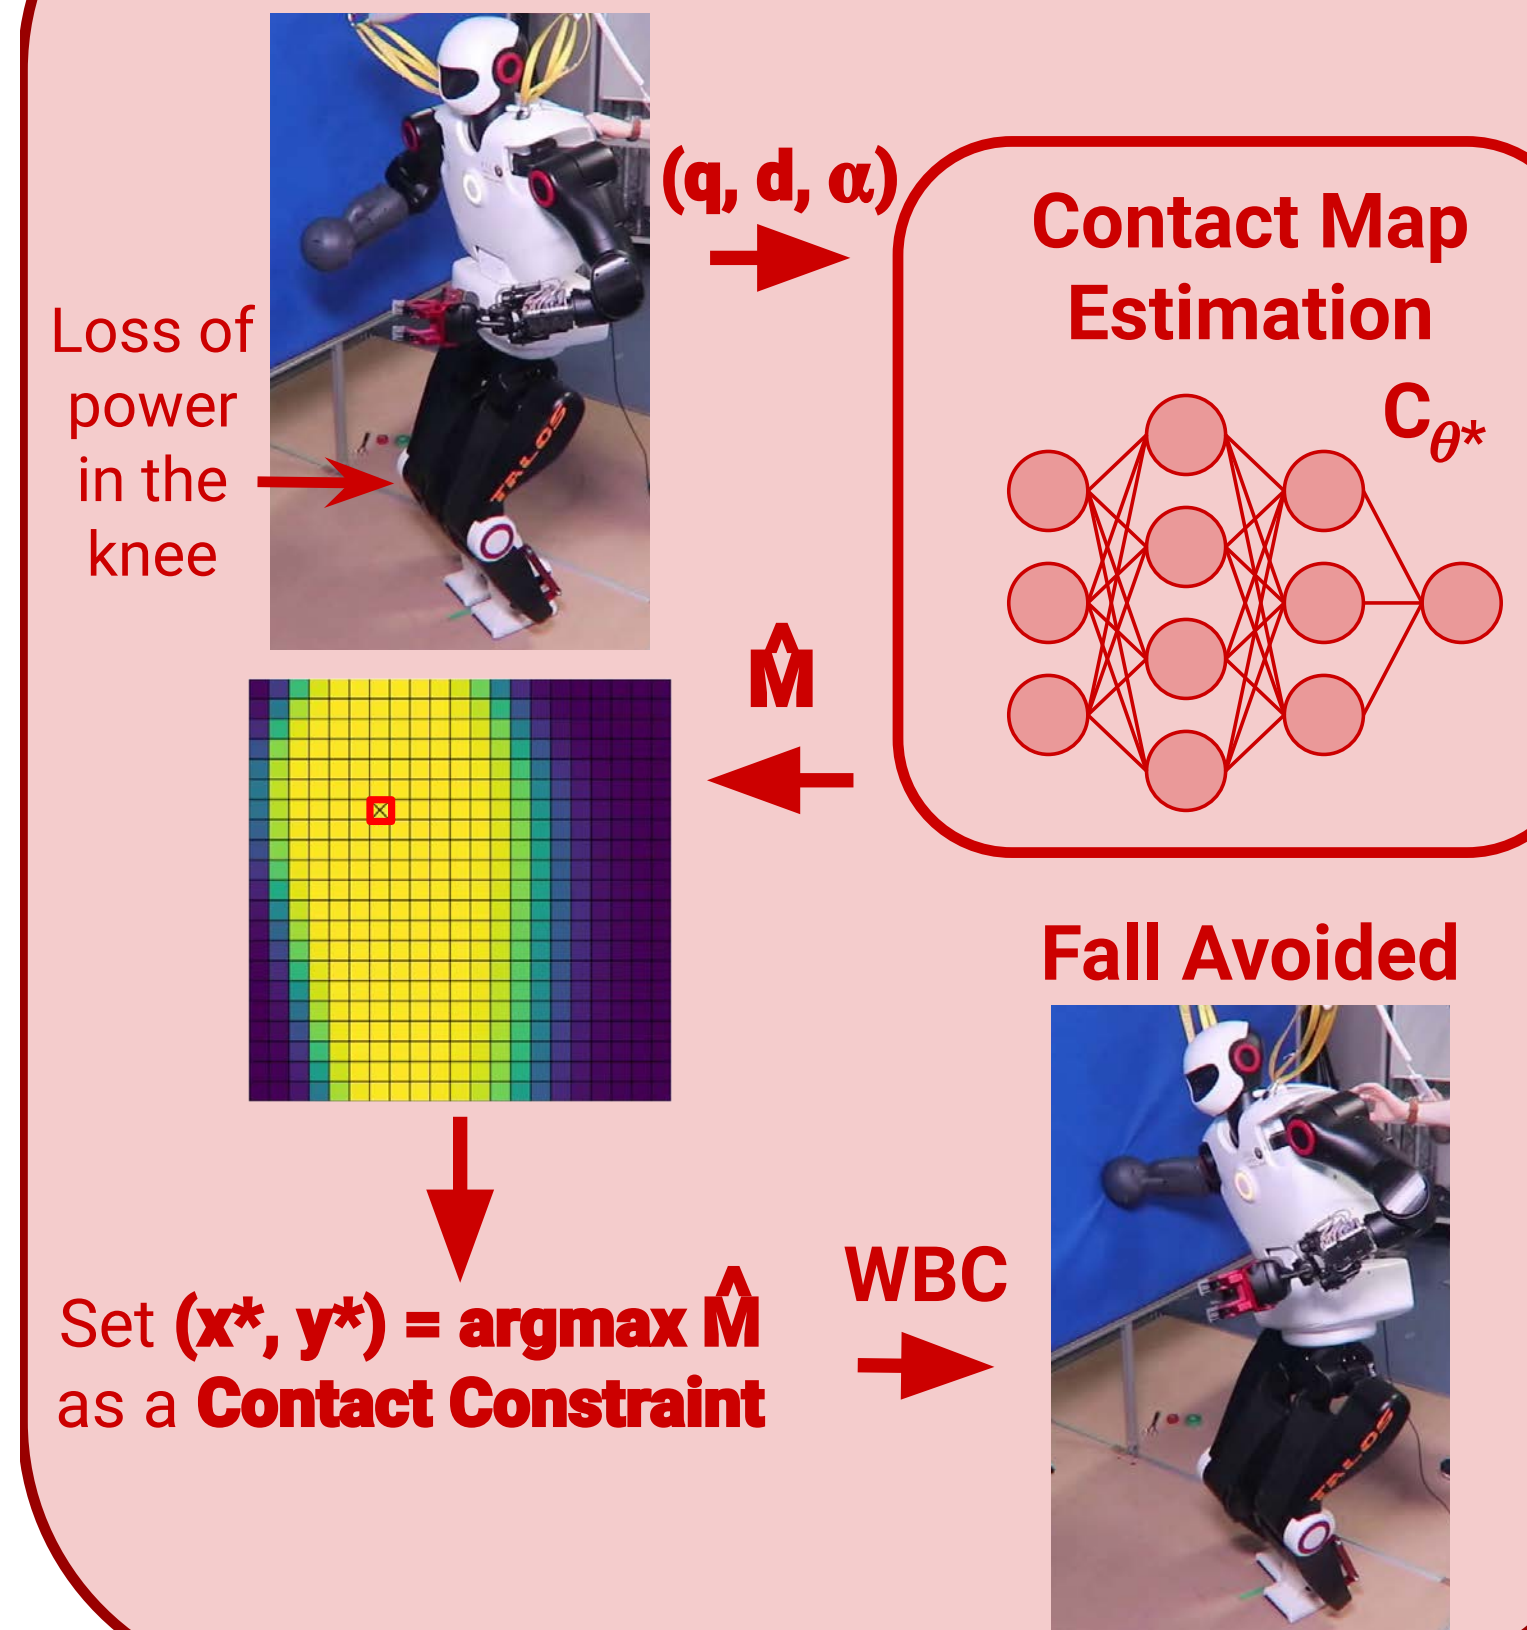 (q, d, α)
Contact Map
Estimation
C_θ*
Loss of
power
in the
knee
TALOS
M̂
Fall Avoided
WBC
Set (x*, y*) = argmax M̂
as a Contact Constraint
TALOS